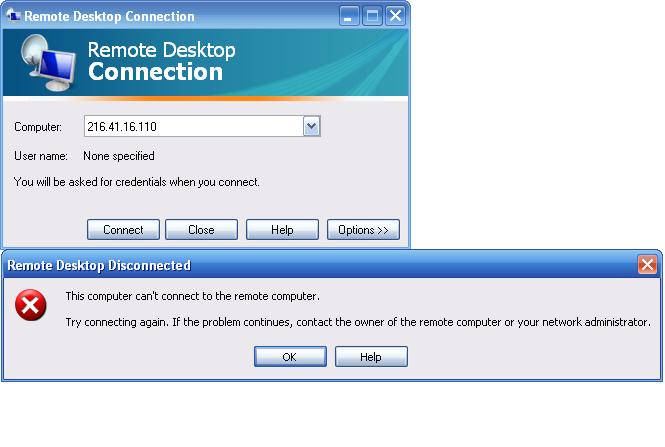 Remote Desktop Connection
Remote Desktop
Connection
Computer: 216.41.16.110
User name: None specified
You will be asked for credentials when you connect.
Connect Close Help Options >>
Remote Desktop Disconnected
This computer can't connect to the remote computer.
Try connecting again. If the problem continues, contact the owner of the remote computer or your network administrator.
OK Help